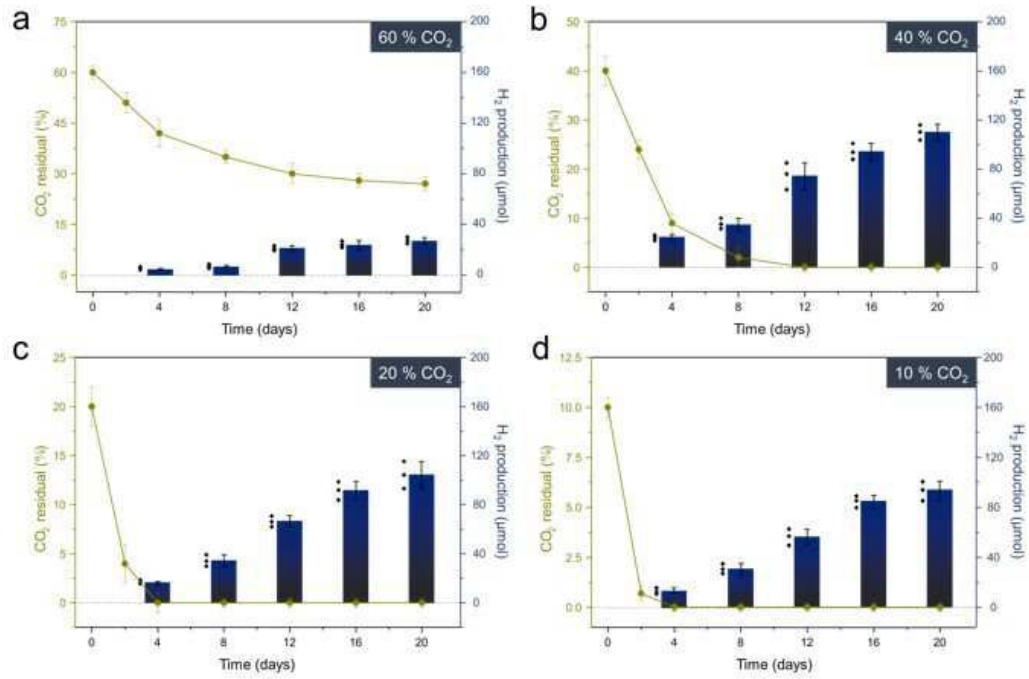 a
60 % CO₂
75
60
45
30
15
0
CO₂ residual (%)
200
160
120
80
40
0
H₂ production (μmol)
0 4 8 12 16 20
Time (days)
b
40 % CO₂
50
40
30
20
10
0
CO₂ residual (%)
200
160
120
80
40
0
H₂ production (μmol)
0 4 8 12 16 20
Time (days)
c
20 % CO₂
25
20
15
10
5
0
CO₂ residual (%)
200
160
120
80
40
0
H₂ production (μmol)
0 4 8 12 16 20
Time (days)
d
10 % CO₂
12.5
10.0
7.5
5.0
2.5
0.0
CO₂ residual (%)
200
160
120
80
40
0
H₂ production (μmol)
0 4 8 12 16 20
Time (days)